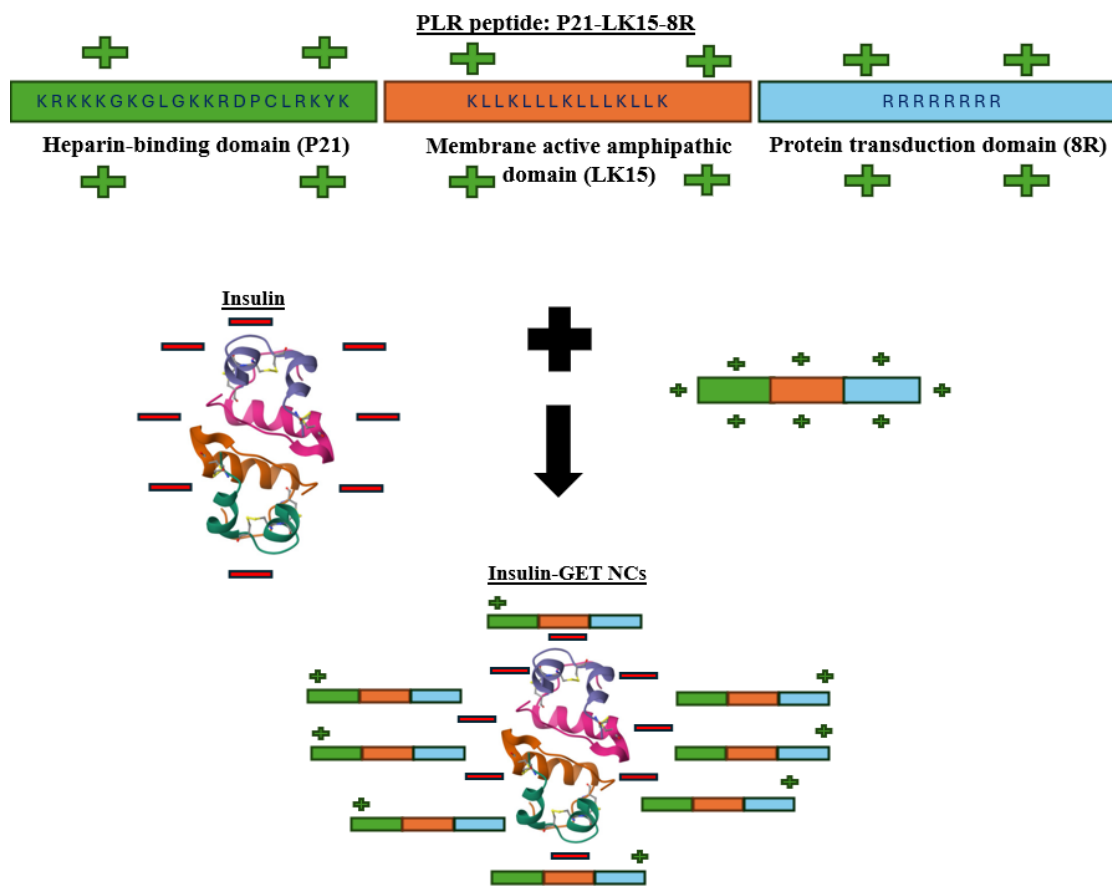 PLR peptide: P21-LK15-8R
KRKKKGKGLGKKRDPCLRKYK
KLLKLLLKLLLKLLK
RRRRRRRR
Heparin-binding domain (P21)
Membrane active amphipathic
domain (LK15)
Protein transduction domain (8R)
Insulin
Insulin-GET NCs